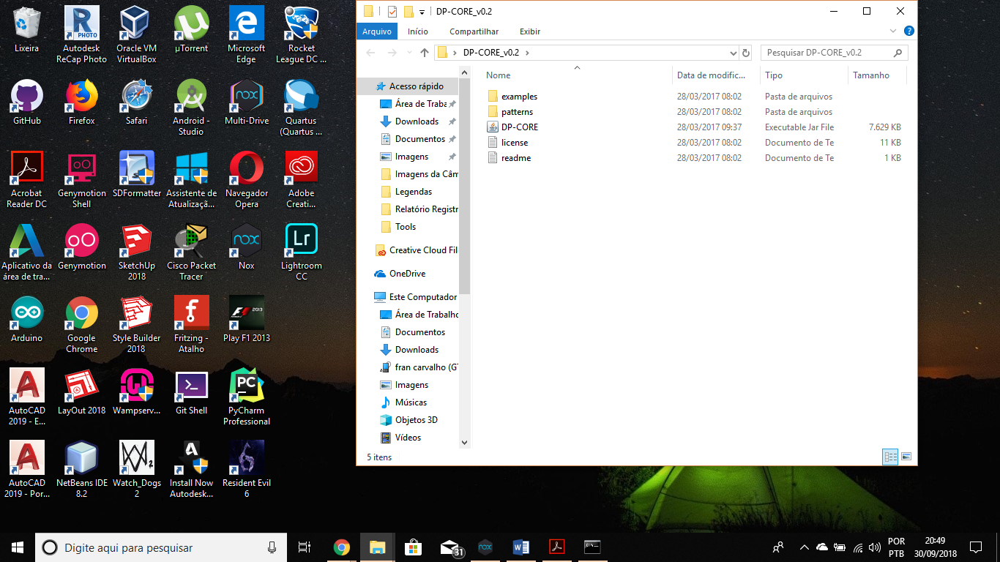 Lixeira
Autodesk ReCap Photo
Oracle VM VirtualBox
µTorrent
Microsoft Edge
Rocket League DC ...
GitHub
Firefox
Safari
Android - Studio
Multi-Drive
Quartus (Quartus ...
Acrobat Reader DC
Genymotion Shell
SDFormatter
Assistente de Atualizaçã...
Navegador Opera
Adobe Creati...
Aplicativo da área de tra...
Genymotion
SketchUp 2018
Cisco Packet Tracer
Nox
Lightroom CC
Arduino
Google Chrome
Style Builder 2018
Fritzing - Atalho
Play F1 2013
AutoCAD 2019 - E...
LayOut 2018
Wampserv...
Git Shell
PyCharm Professional
AutoCAD 2019 - Por...
NetBeans IDE 8.2
Watch_Dogs 2
Install Now Autodesk...
Resident Evil 6
DP-CORE_v0.2
Arquivo Início Compartilhar Exibir
DP-CORE_v0.2
Pesquisar DP-CORE_v0.2
Acesso rápido
Área de Traba
Downloads
Documentos
Imagens
Imagens da Câm
Legendas
Relatório Registr
Tools
Creative Cloud Fil
OneDrive
Este Computador
Área de Trabalho
Documentos
Downloads
fran carvalho (GT
Imagens
Músicas
Objetos 3D
Vídeos
Nome Data de modific... Tipo Tamanho
examples 28/03/2017 08:02 Pasta de arquivos
patterns 28/03/2017 08:02 Pasta de arquivos
DP-CORE 28/03/2017 09:37 Executable Jar File 7.629 KB
license 28/03/2017 08:02 Documento de Te 11 KB
readme 28/03/2017 08:02 Documento de Te 1 KB
5 itens
Digite aqui para pesquisar
31
POR
PTB
20:49
30/09/2018